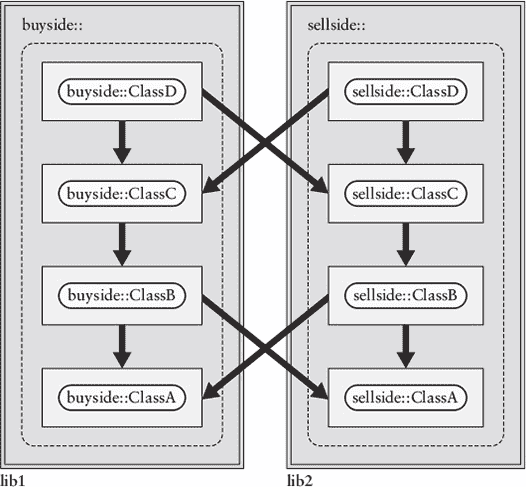 buyside::
buyside::ClassD
buyside::ClassC
buyside::ClassB
buyside::ClassA
lib1
sellside::
sellside::ClassD
sellside::ClassC
sellside::ClassB
sellside::ClassA
lib2